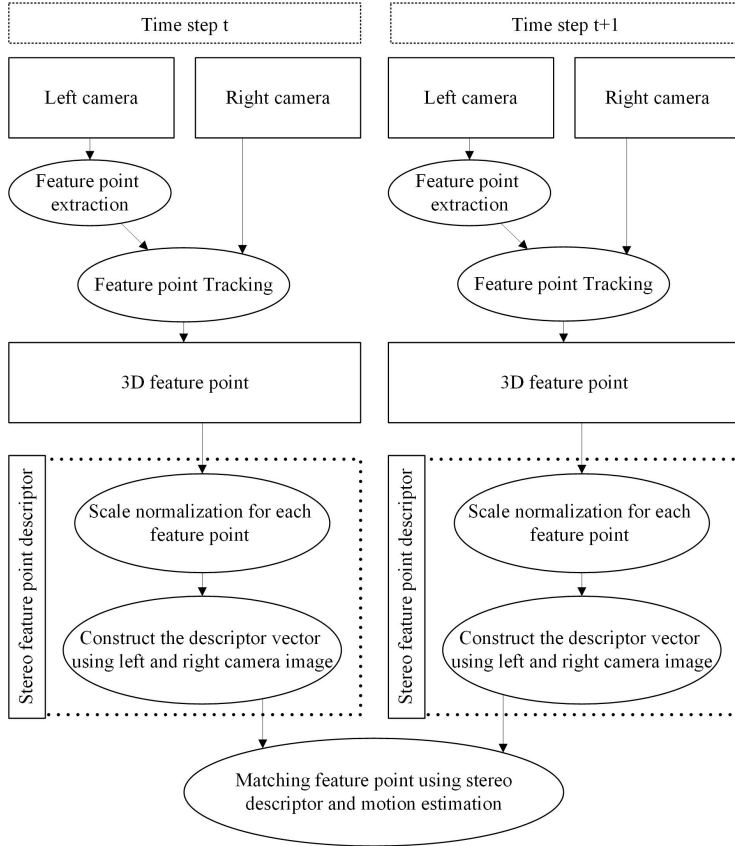 Time step t
Time step t+1
Left camera
Right camera
Left camera
Right camera
Feature point
extraction
Feature point
extraction
Feature point Tracking
Feature point Tracking
3D feature point
3D feature point
Stereo feature point descriptor
Scale normalization for each
feature point
Construct the descriptor vector
using left and right camera image
Stereo feature point descriptor
Scale normalization for each
feature point
Construct the descriptor vector
using left and right camera image
Matching feature point using stereo
descriptor and motion estimation